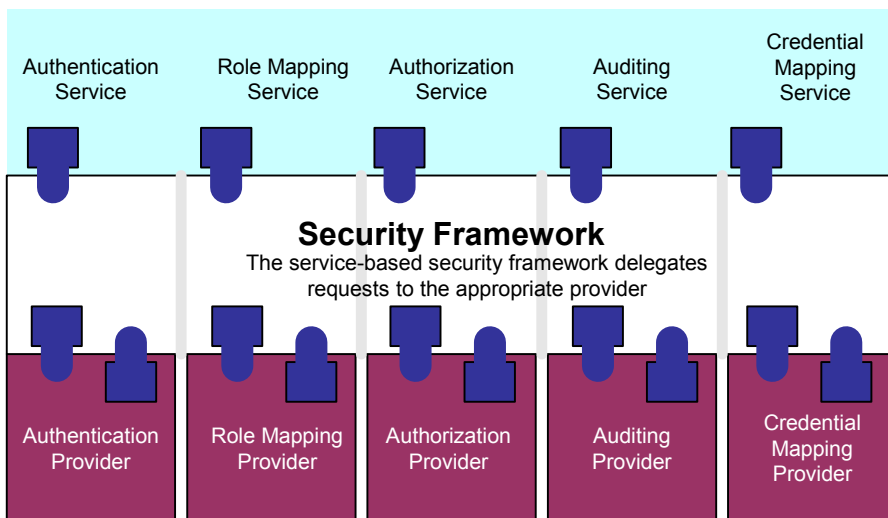 Authentication
Service
Role Mapping
Service
Authorization
Service
Auditing
Service
Credential
Mapping
Service
Security Framework
The service-based security framework delegates
requests to the appropriate provider
Authentication
Provider
Role Mapping
Provider
Authorization
Provider
Auditing
Provider
Credential
Mapping
Provider